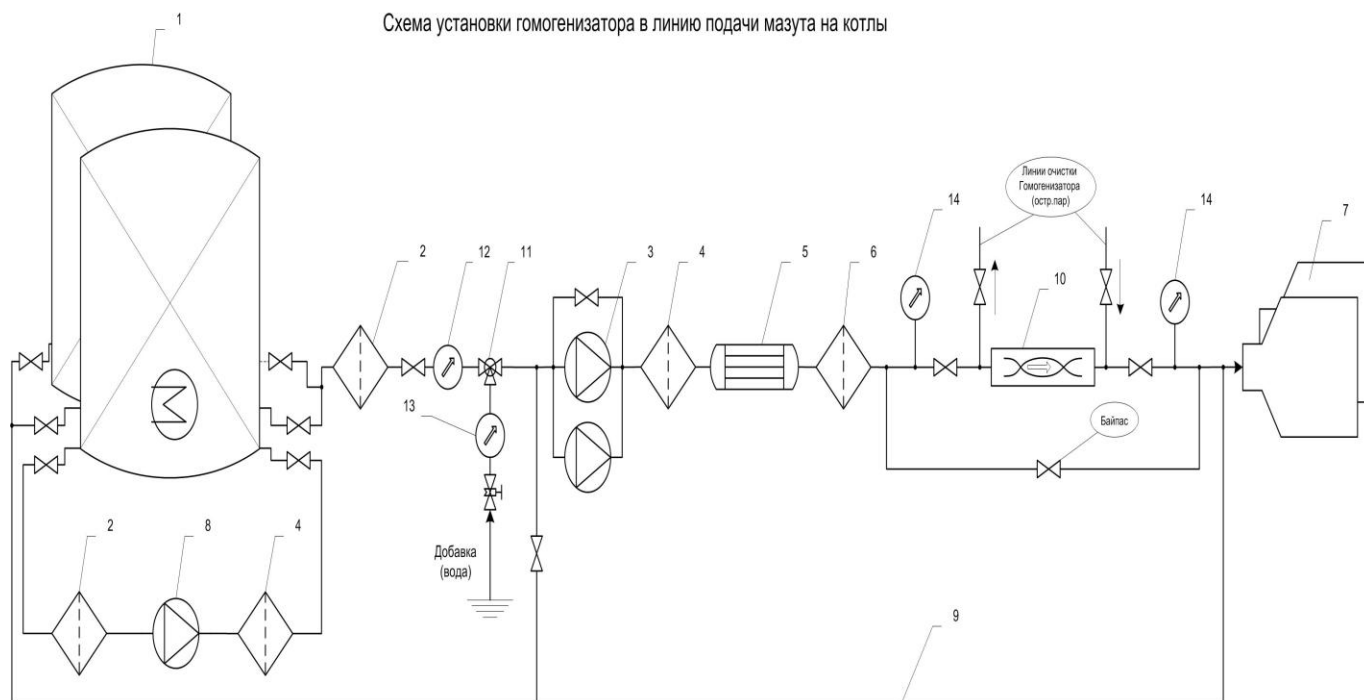 Схема установки гомогенизатора в линию подачи мазута на котлы
1
Линии очистки
Гомогенизатора
(остр.пар)
14
14
7
2
12
11
3
4
5
6
10
13
Байпас
2
8
4
Добавка
(вода)
9